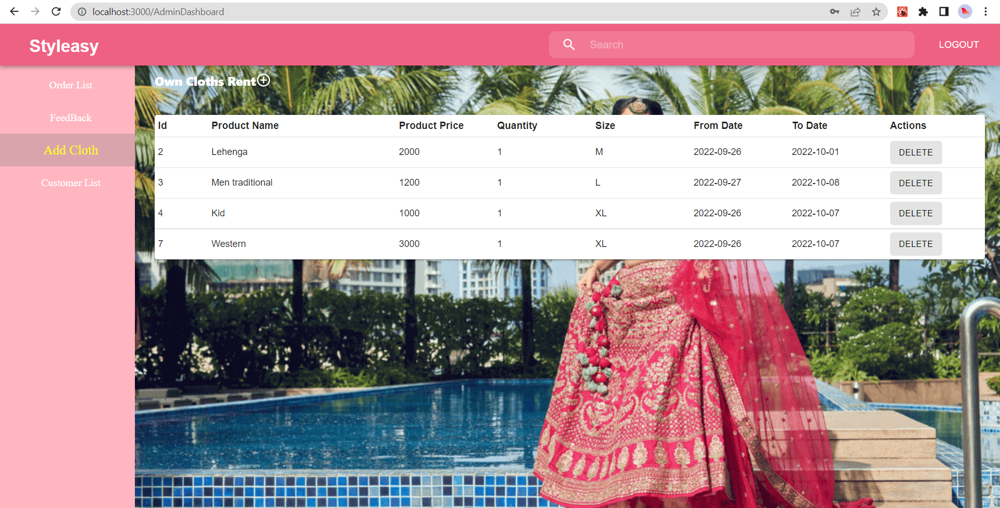 localhost:3000/AdminDashboard
Styleasy
Search
LOGOUT
Order List
FeedBack
Add Cloth
Customer List
Own Cloths Rent
Id Product Name Product Price Quantity Size From Date To Date Actions
2 Lehenga 2000 1 M 2022-09-26 2022-10-01 DELETE
3 Men traditional 1200 1 L 2022-09-27 2022-10-08 DELETE
4 Kid 1000 1 XL 2022-09-26 2022-10-07 DELETE
7 Western 3000 1 XL 2022-09-26 2022-10-07 DELETE